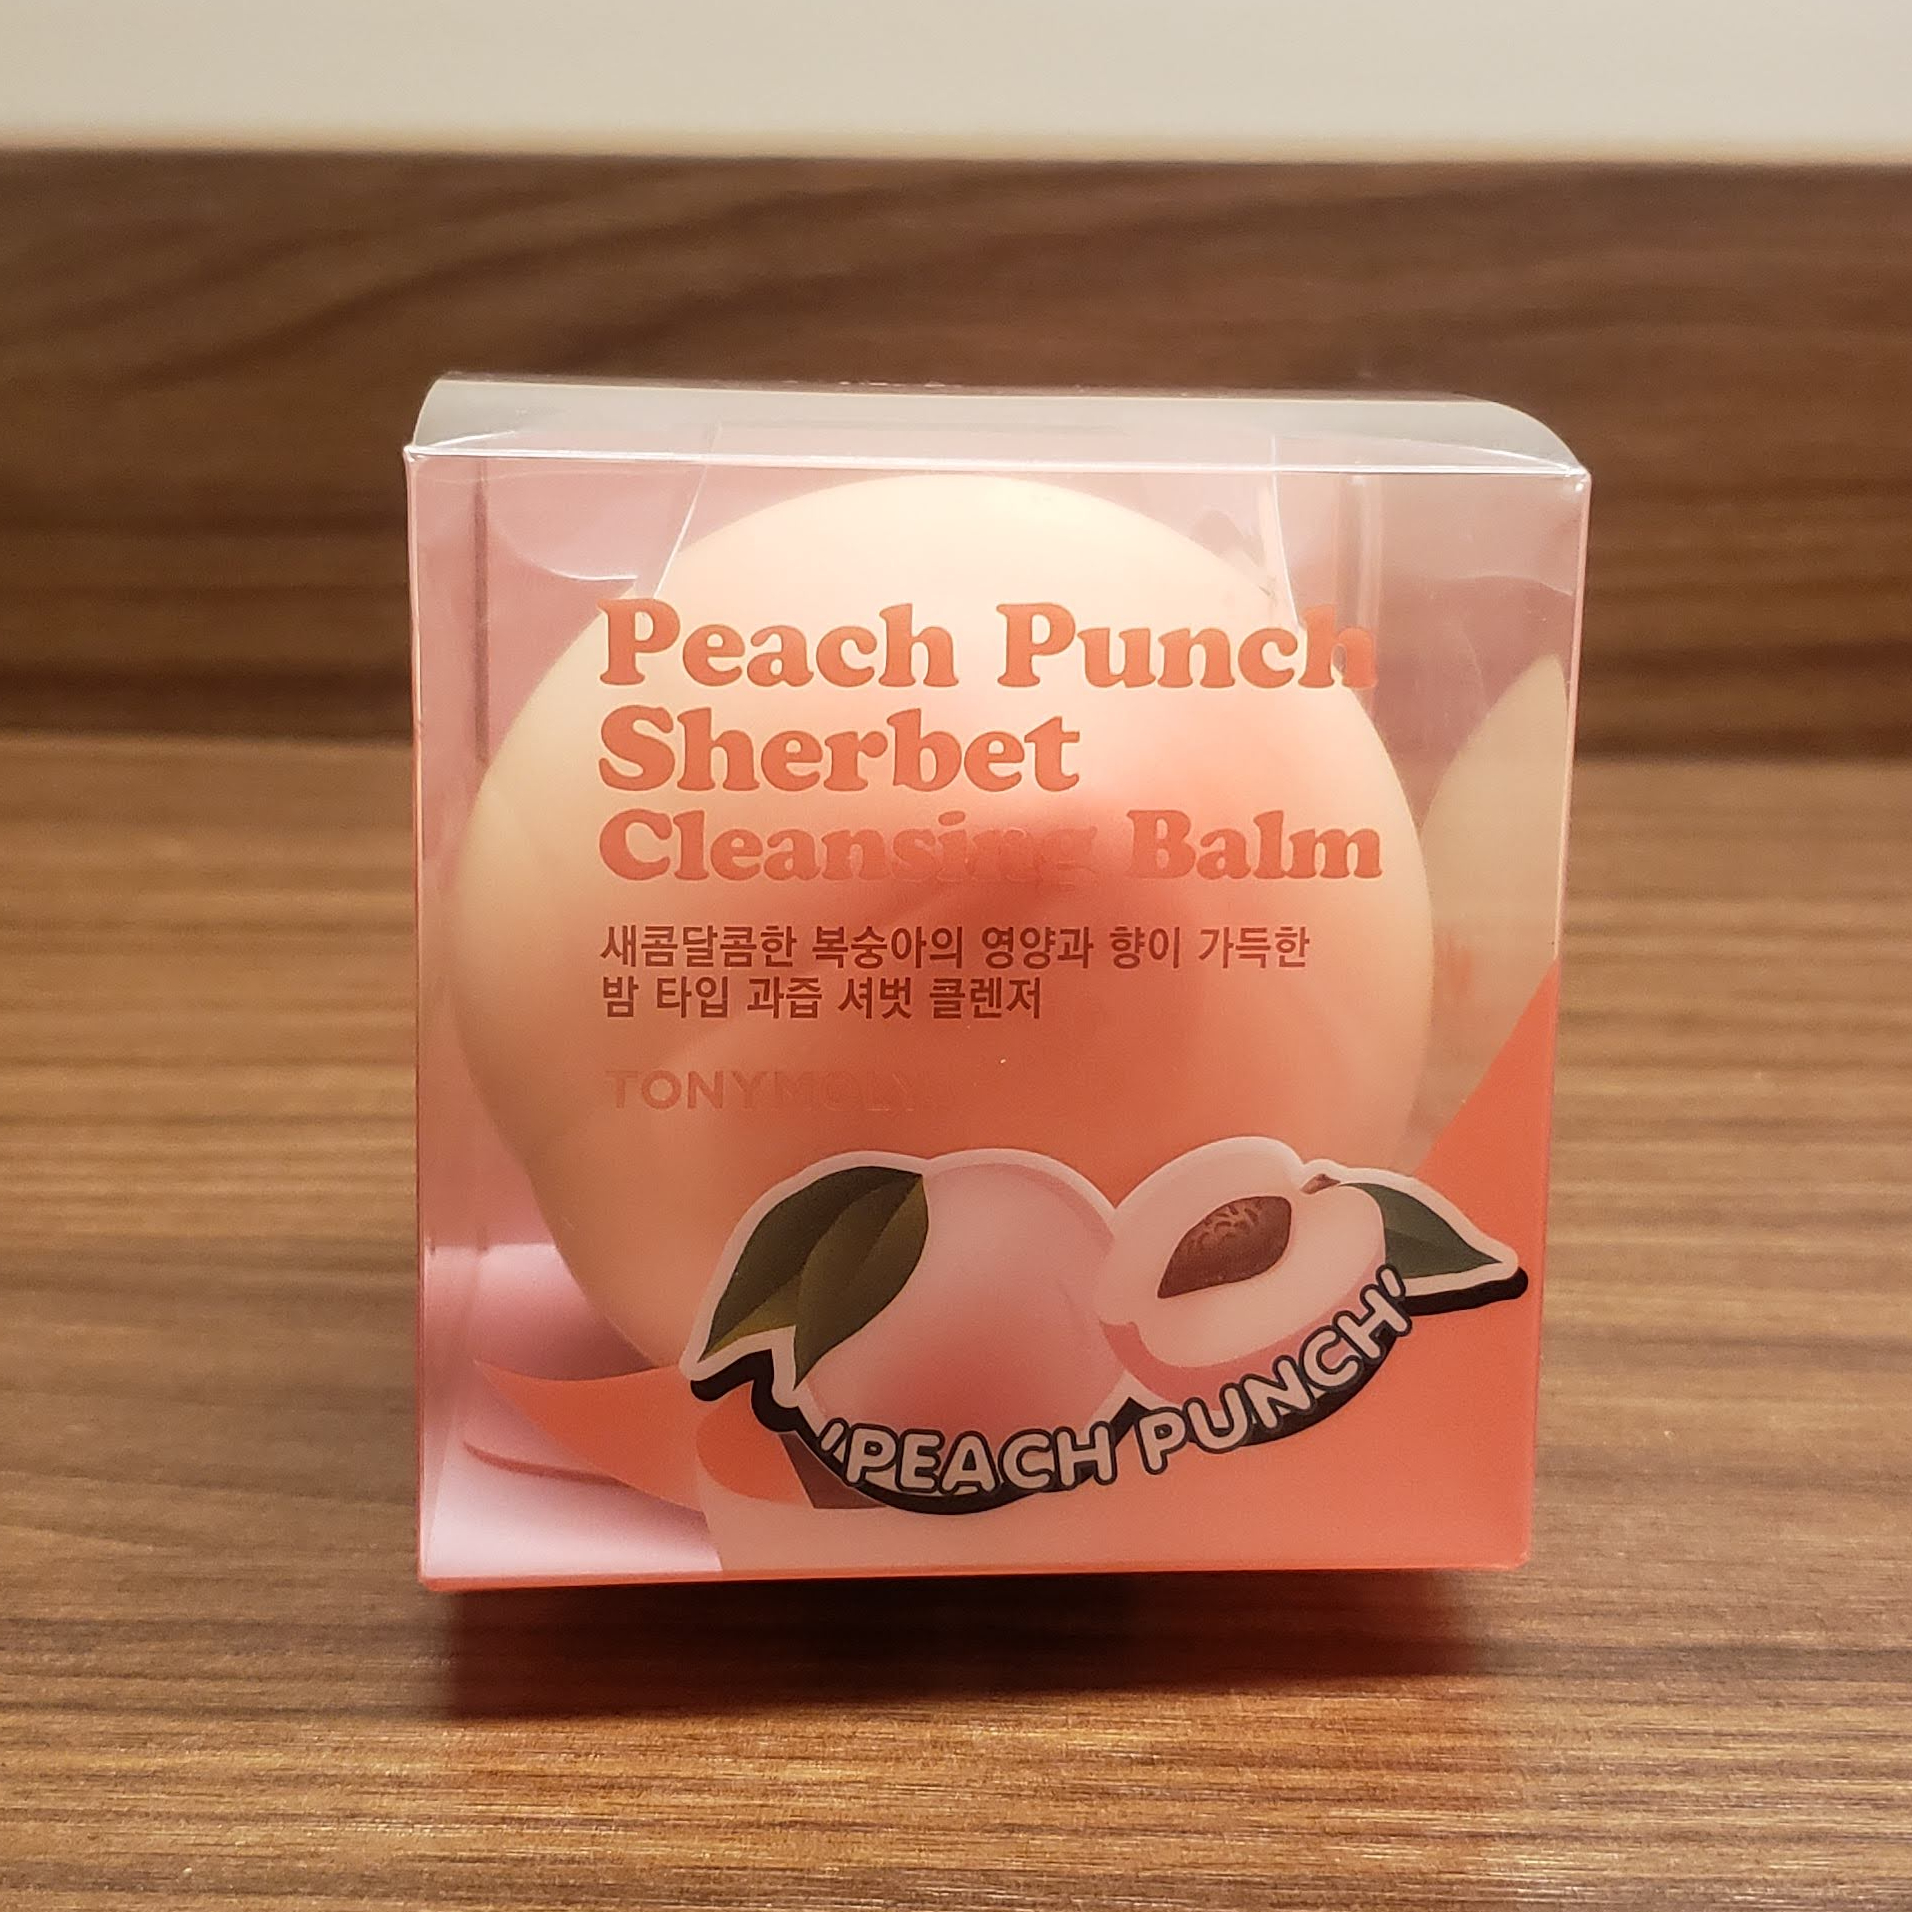 Peach Punch
Sherbet
Cleansing Balm
새콤달콤한 복숭아의 영양과 향이 가득한
밤 타입 과즙 셔벗 클렌저
TONYMOLY
'PEACH PUNCH'